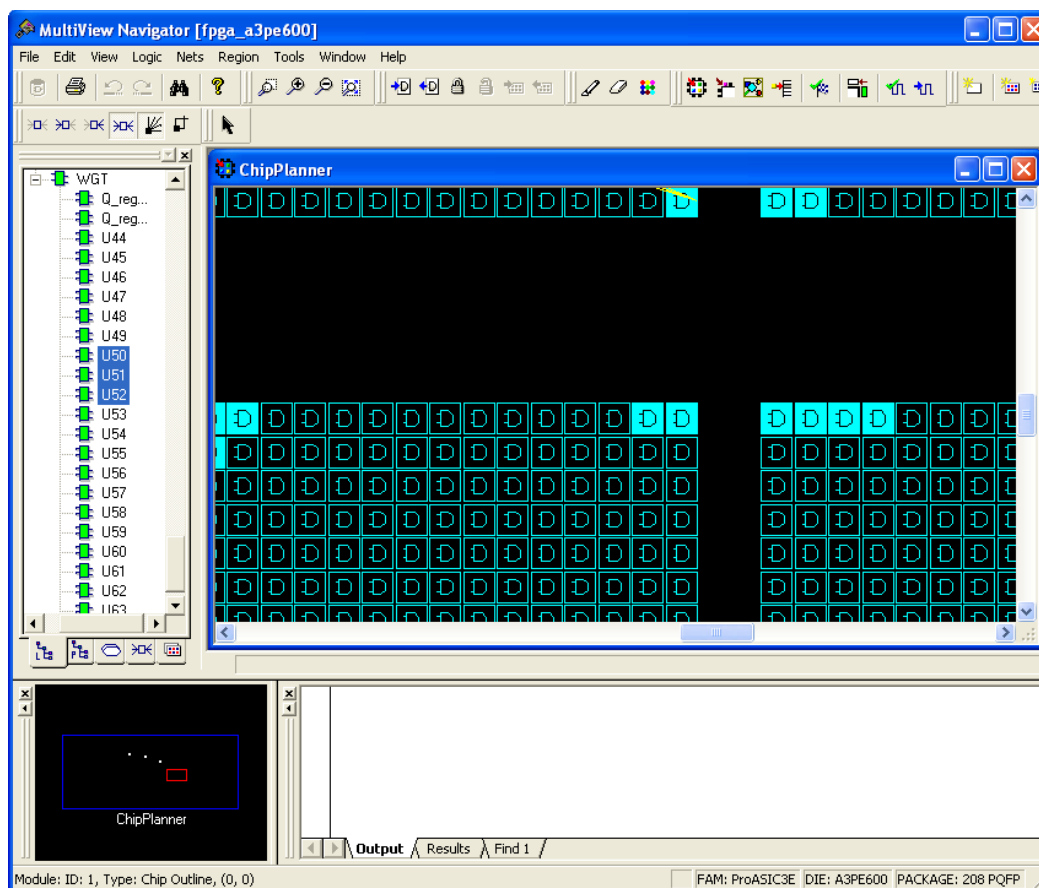 MultiView Navigator [fpga_a3pe600]
File Edit View Logic Nets Region Tools Window Help
ChipPlanner
WGT
Q_reg...
Q_reg...
U44
U45
U46
U47
U48
U49
U50
U51
U52
U53
U54
U55
U56
U57
U58
U59
U60
U61
U62
U63
ChipPlanner
Output Results Find 1
Module: ID: 1, Type: Chip Outline, (0, 0) FAM: ProASIC3E DIE: A3PE600 PACKAGE: 208 PQFP